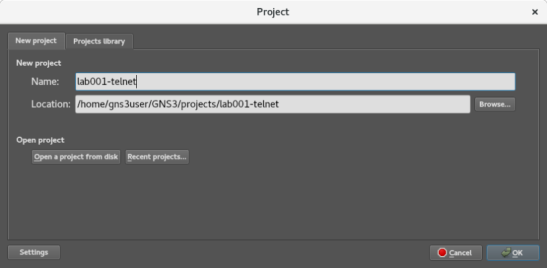 Project
New project Projects library
New project
Name: lab001-telnet
Location: /home/gns3user/GNS3/projects/lab001-telnet Browse...
Open project
Open a project from disk Recent projects...
Settings Cancel OK